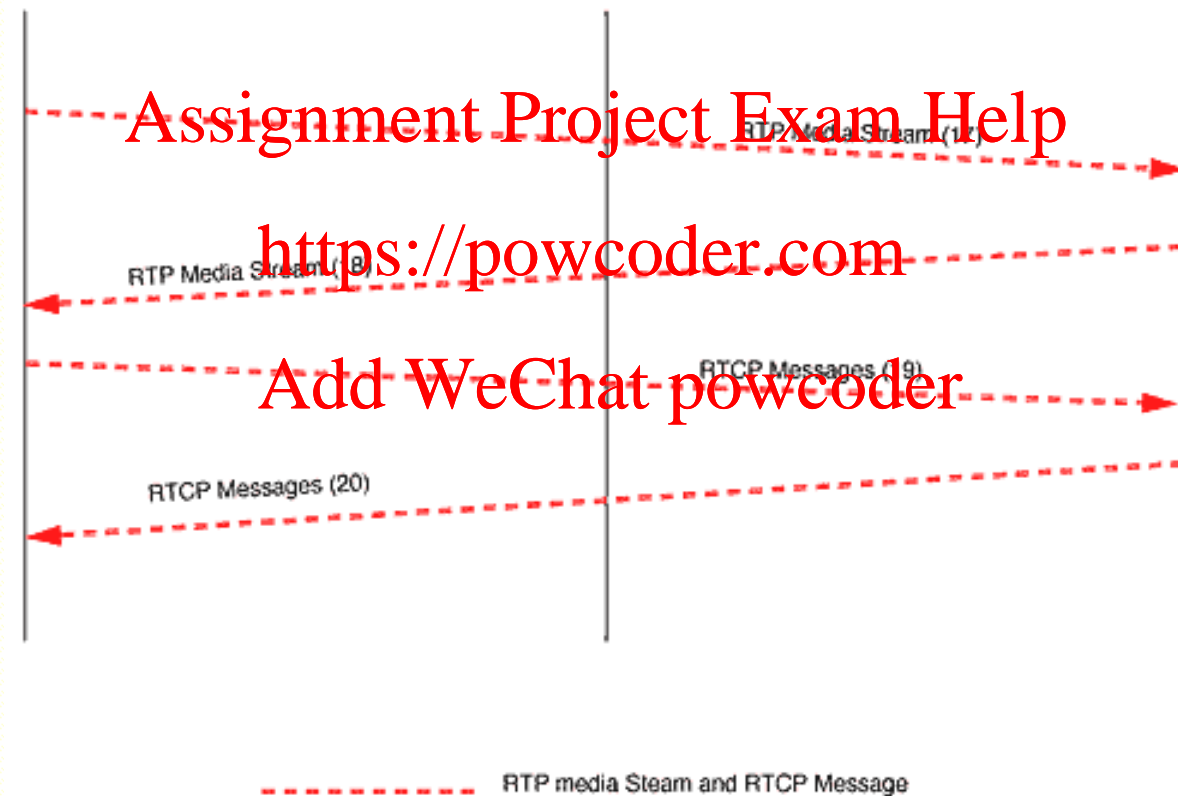 Assignment Project Exam Help
RTP Media Stream (17)
https://powcoder.com
RTP Media Stream (18)
RTCP Messages (19)
Add WeChat powcoder
RTCP Messages (20)
RTP media Steam and RTCP Message